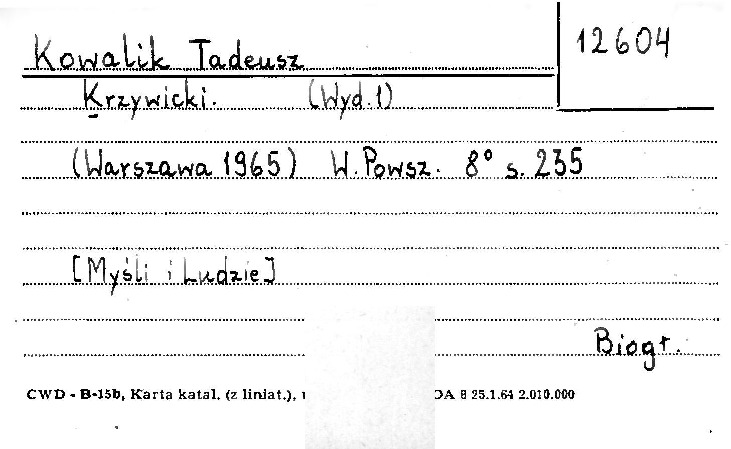 Kowalik Tadeusz
12604
Krzywicki. (Wyd. 1)
(Warszawa 1965) W. Powsz. 8° s. 235
[Myśli i Ludzie]
Biogr.
CWD - B-15b, Karta katal. (z liniat.), DA 8 25.1.64 2.010.000